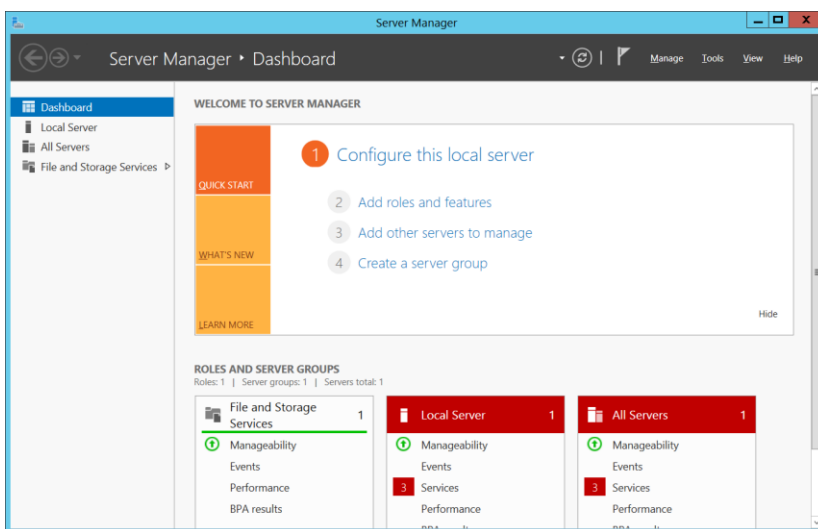 Server Manager
Server Manager ‣ Dashboard
Manage Tools View Help
Dashboard
Local Server
All Servers
File and Storage Services
WELCOME TO SERVER MANAGER
QUICK START
WHAT'S NEW
LEARN MORE
1 Configure this local server
2 Add roles and features
3 Add other servers to manage
4 Create a server group
Hide
ROLES AND SERVER GROUPS
Roles: 1 | Server groups: 1 | Servers total: 1
File and Storage
Services
1
Manageability
Events
Performance
BPA results
Local Server 1
Manageability
Events
3 Services
Performance
BPA results
All Servers 1
Manageability
Events
3 Services
Performance
BPA results